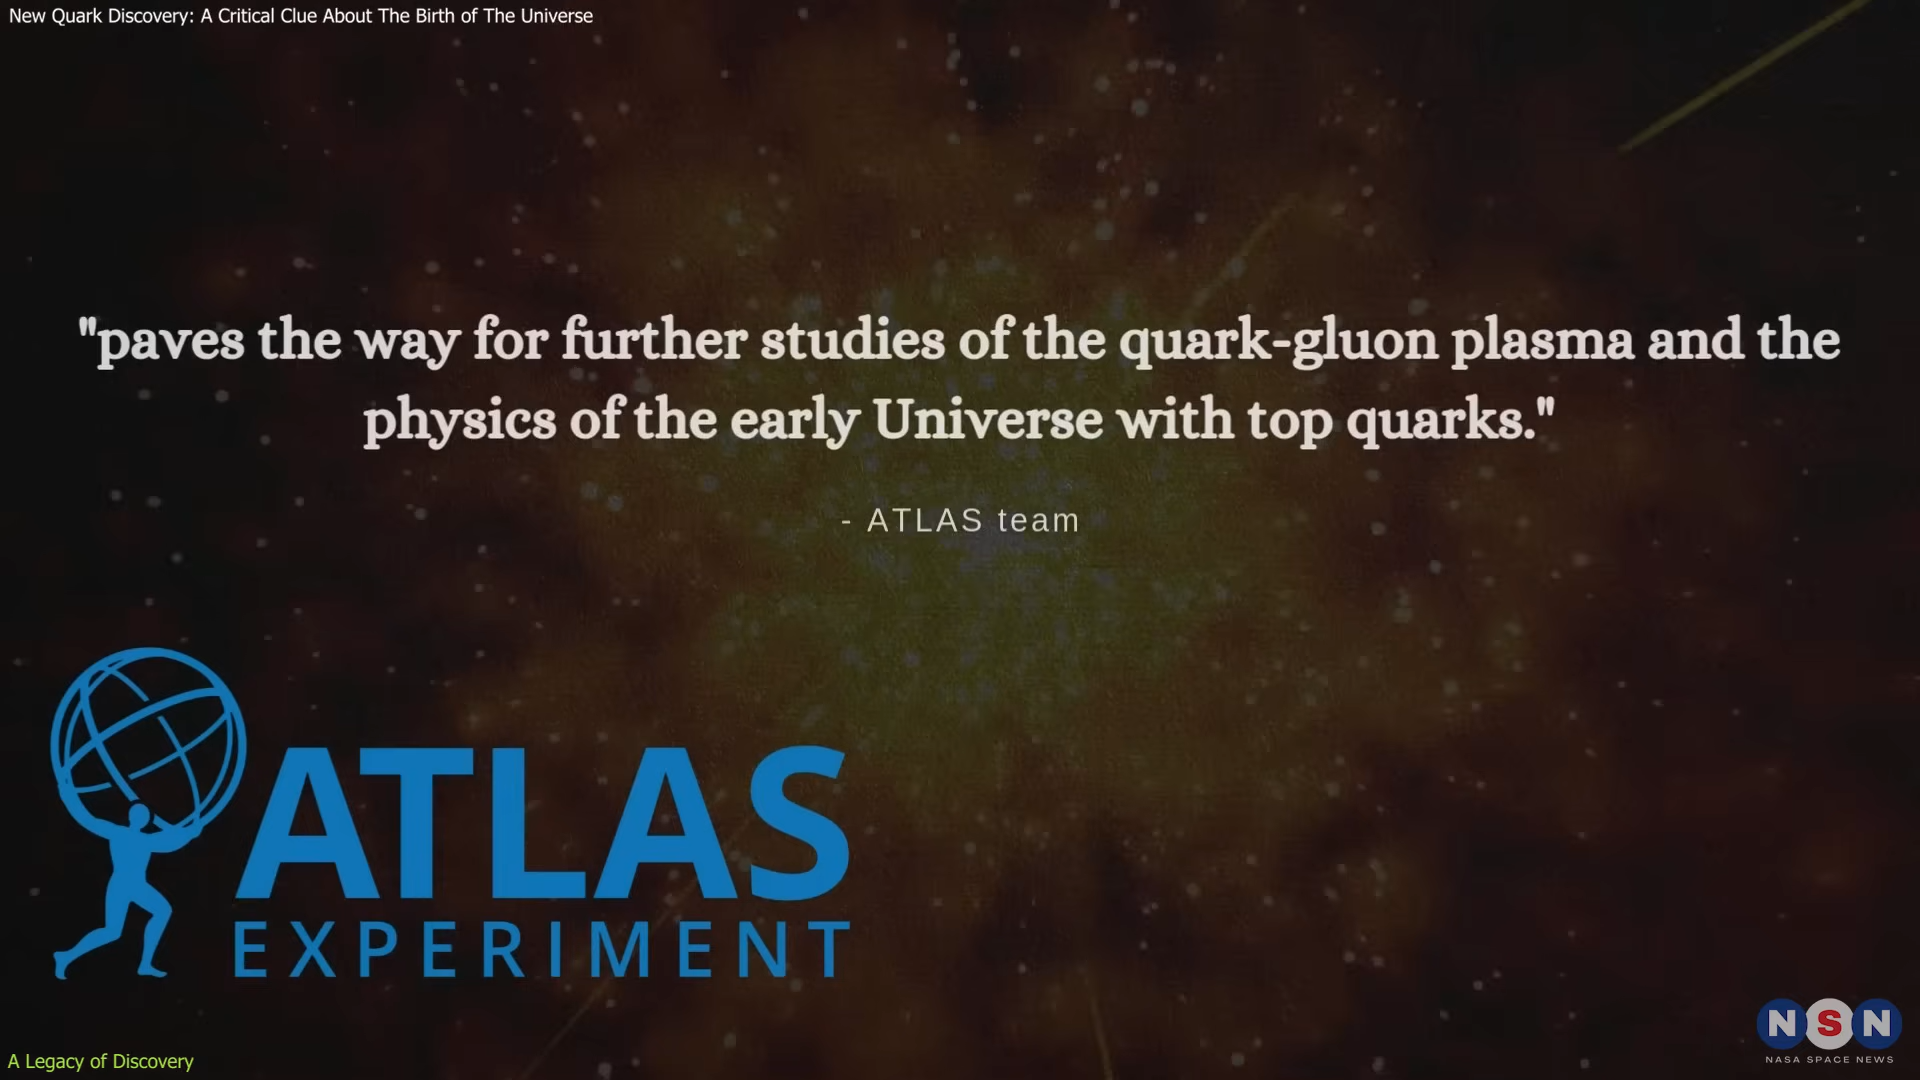 New Quark Discovery: A Critical Clue About The Birth of The Universe
"paves the way for further studies of the quark-gluon plasma and the
physics of the early Universe with top quarks."
- ATLAS team
ATLAS
EXPERIMENT
A Legacy of Discovery
NSN
NASA SPACE NEWS